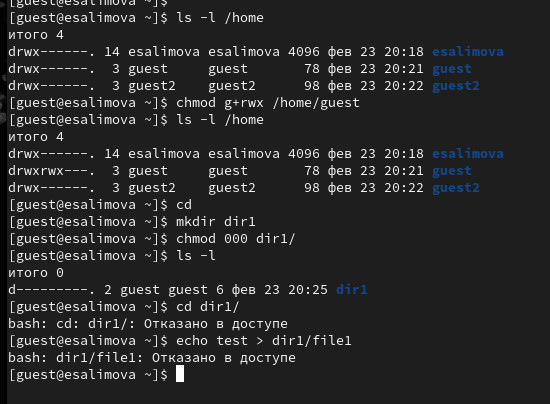 [guest@esalimova ~]$
[guest@esalimova ~]$ ls -l /home
итого 4
drwx------. 14 esalimova esalimova 4096 фев 23 20:18 esalimova
drwx------.  3 guest     guest       78 фев 23 20:21 guest
drwx------.  3 guest2    guest2      98 фев 23 20:22 guest2
[guest@esalimova ~]$ chmod g+rwx /home/guest
[guest@esalimova ~]$ ls -l /home
итого 4
drwx------. 14 esalimova esalimova 4096 фев 23 20:18 esalimova
drwxrwx---.  3 guest     guest       78 фев 23 20:21 guest
drwx------.  3 guest2    guest2      98 фев 23 20:22 guest2
[guest@esalimova ~]$ cd
[guest@esalimova ~]$ mkdir dir1
[guest@esalimova ~]$ chmod 000 dir1/
[guest@esalimova ~]$ ls -l
итого 0
d---------. 2 guest guest 6 фев 23 20:25 dir1
[guest@esalimova ~]$ cd dir1/
bash: cd: dir1/: Отказано в доступе
[guest@esalimova ~]$ echo test > dir1/file1
bash: dir1/file1: Отказано в доступе
[guest@esalimova ~]$